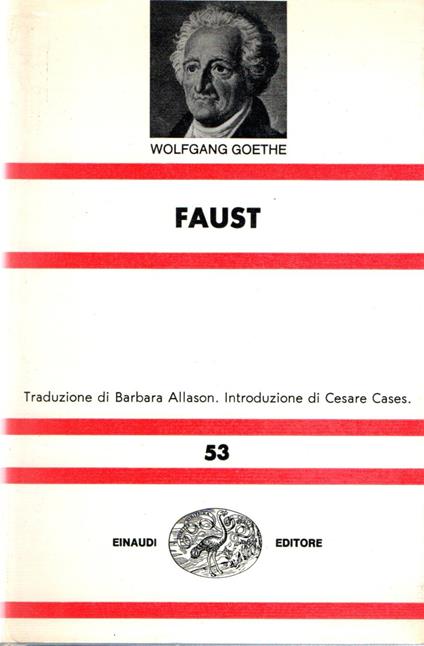 WOLFGANG GOETHE
FAUST
Traduzione di Barbara Allason. Introduzione di Cesare Cases.
53
EINAUDI EDITORE